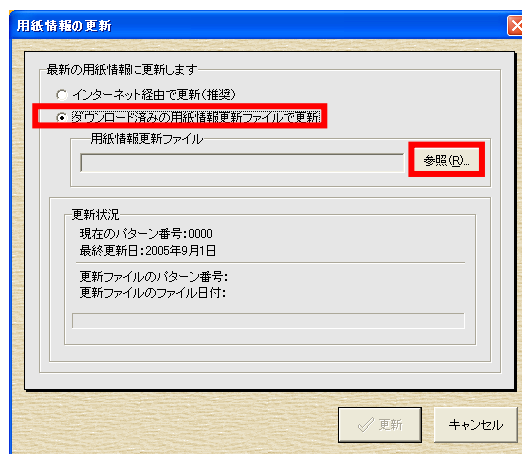 用紙情報の更新
最新の用紙情報に更新します
インターネット経由で更新(推奨)
ダウンロード済みの用紙情報更新ファイルで更新
用紙情報更新ファイル
参照(R)...
更新状況
現在のパターン番号:0000
最終更新日:2005年9月1日
更新ファイルのパターン番号:
更新ファイルのファイル日付:
更新
キャンセル